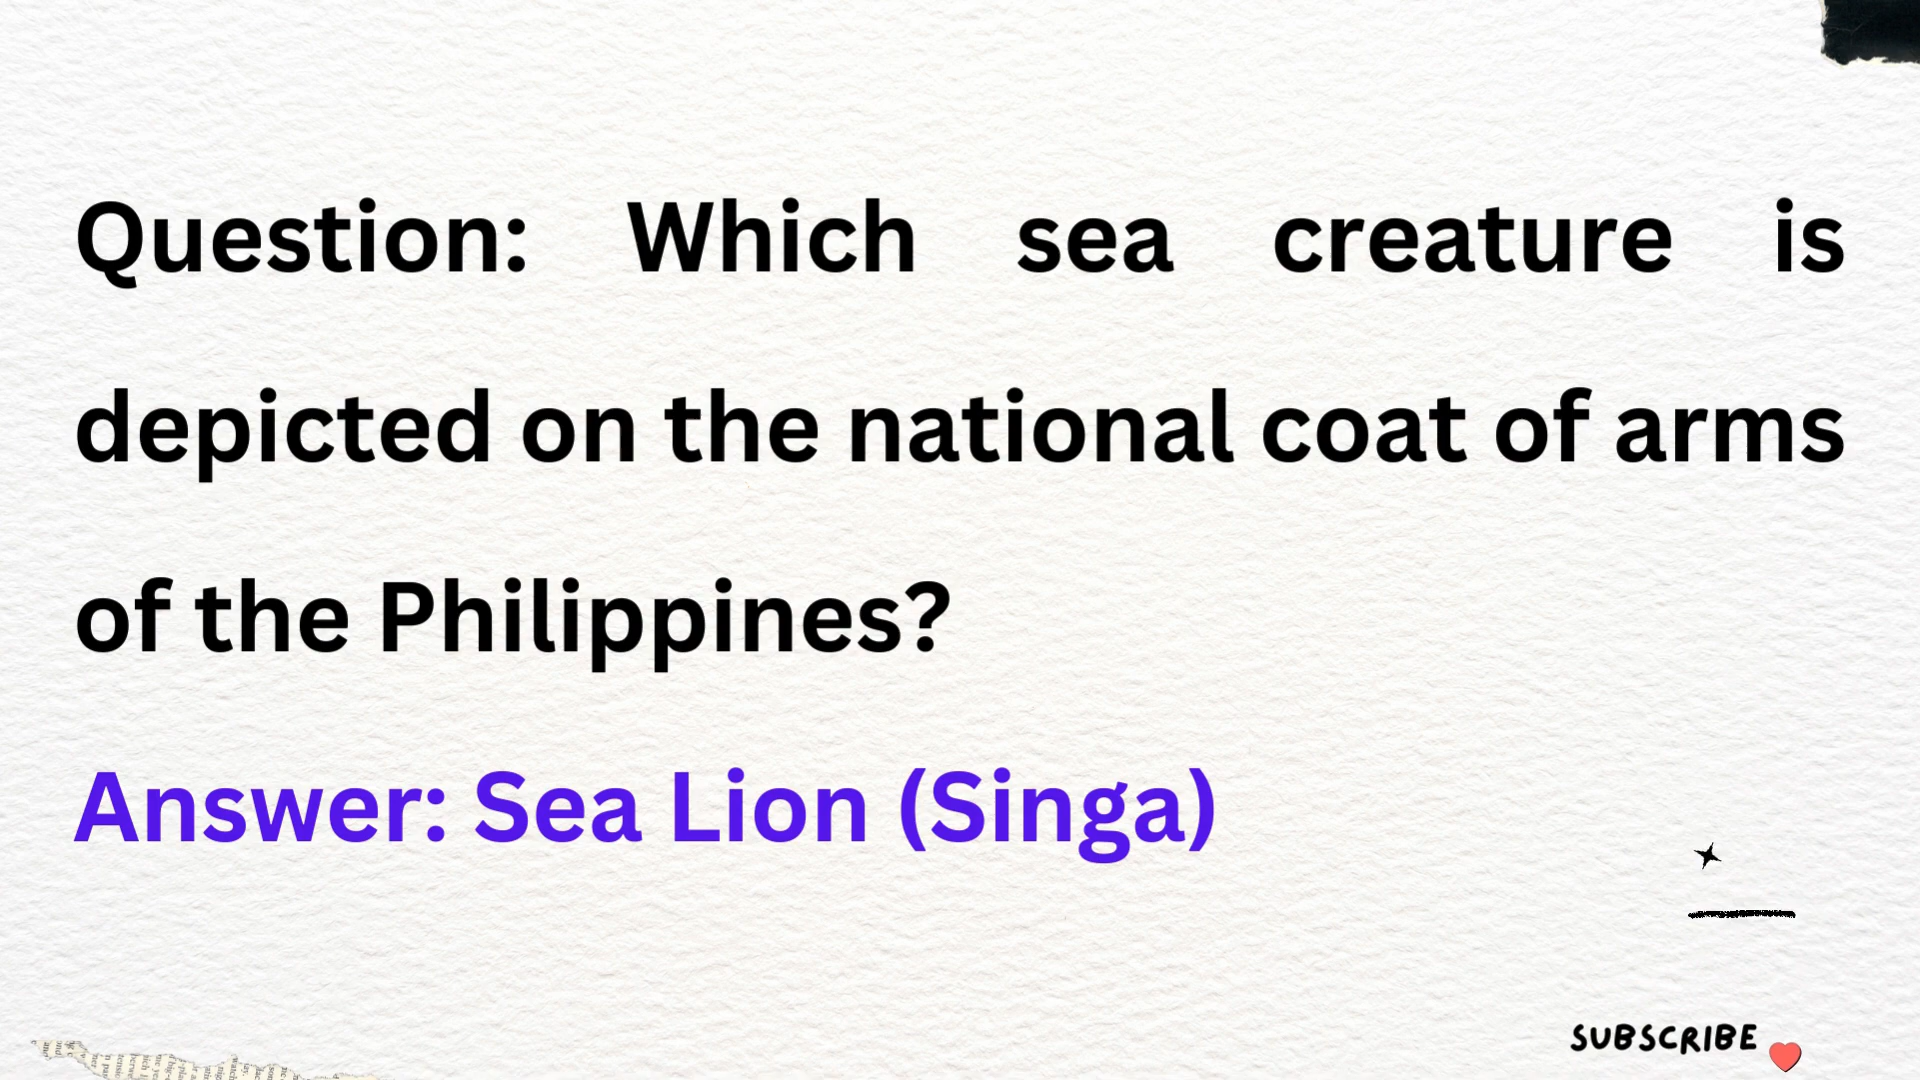 Question: Which sea creature is
depicted on the national coat of arms
of the Philippines?
Answer: Sea Lion (Singa)
SUBSCRIBE